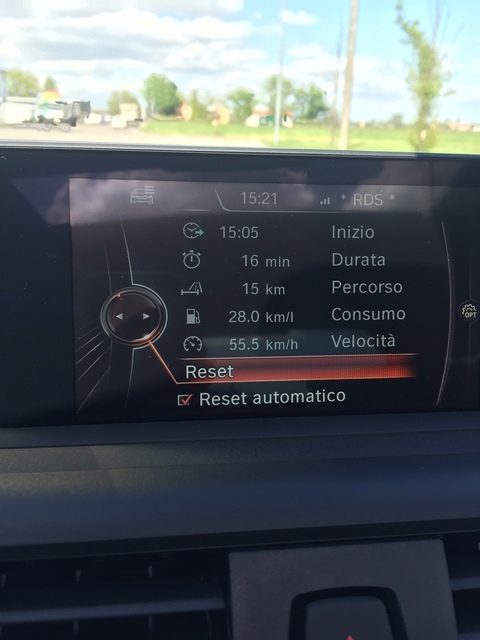 15:21 * RDS *
15:05 Inizio
16 min Durata
15 km Percorso
28.0 km/l Consumo
OPT
55.5 km/h Velocità
Reset
Reset automatico